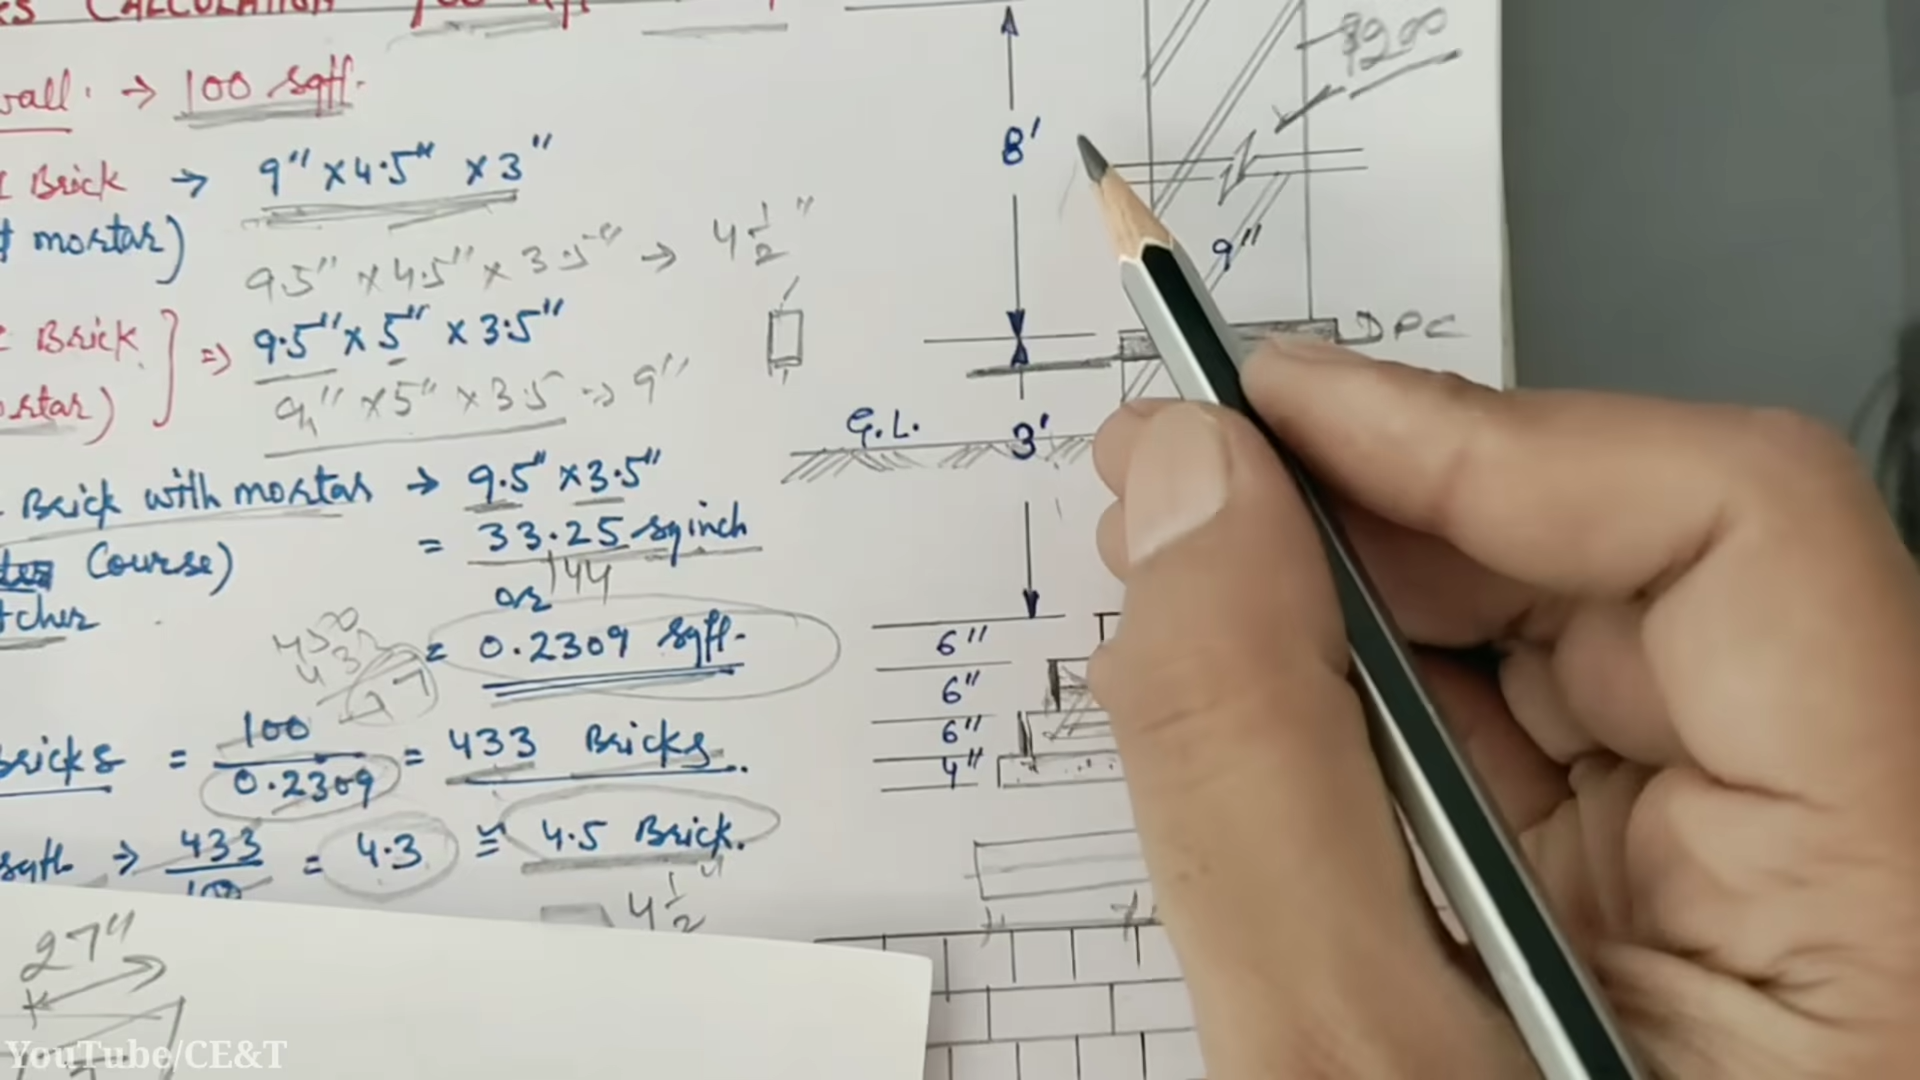 CALCULATION
wall. → 100 sqft.
Brick → 9" x 4.5" x 3"
mortar)
9.5" x 4.5" x 3.5" → 4 1/2"
Brick } ⇒ 9.5" x 5" x 3.5"
mortar)
9" x 5" x 3.5 → 9"
Brick with mortar → 9.5" x 3.5"
= 33.25 sq inch
Course)
or 144
= 0.2309 sqft.
4500
433
17
Bricks = 100 / 0.2309 = 433 Bricks.
sqft. ⇒ 433 / 100 = 4.3 ≅ 4.5 Brick.
4 1/2"
27"
8'
9"
DPC
G.L.
3'
6"
6"
6"
4"
YouTube/CE&T